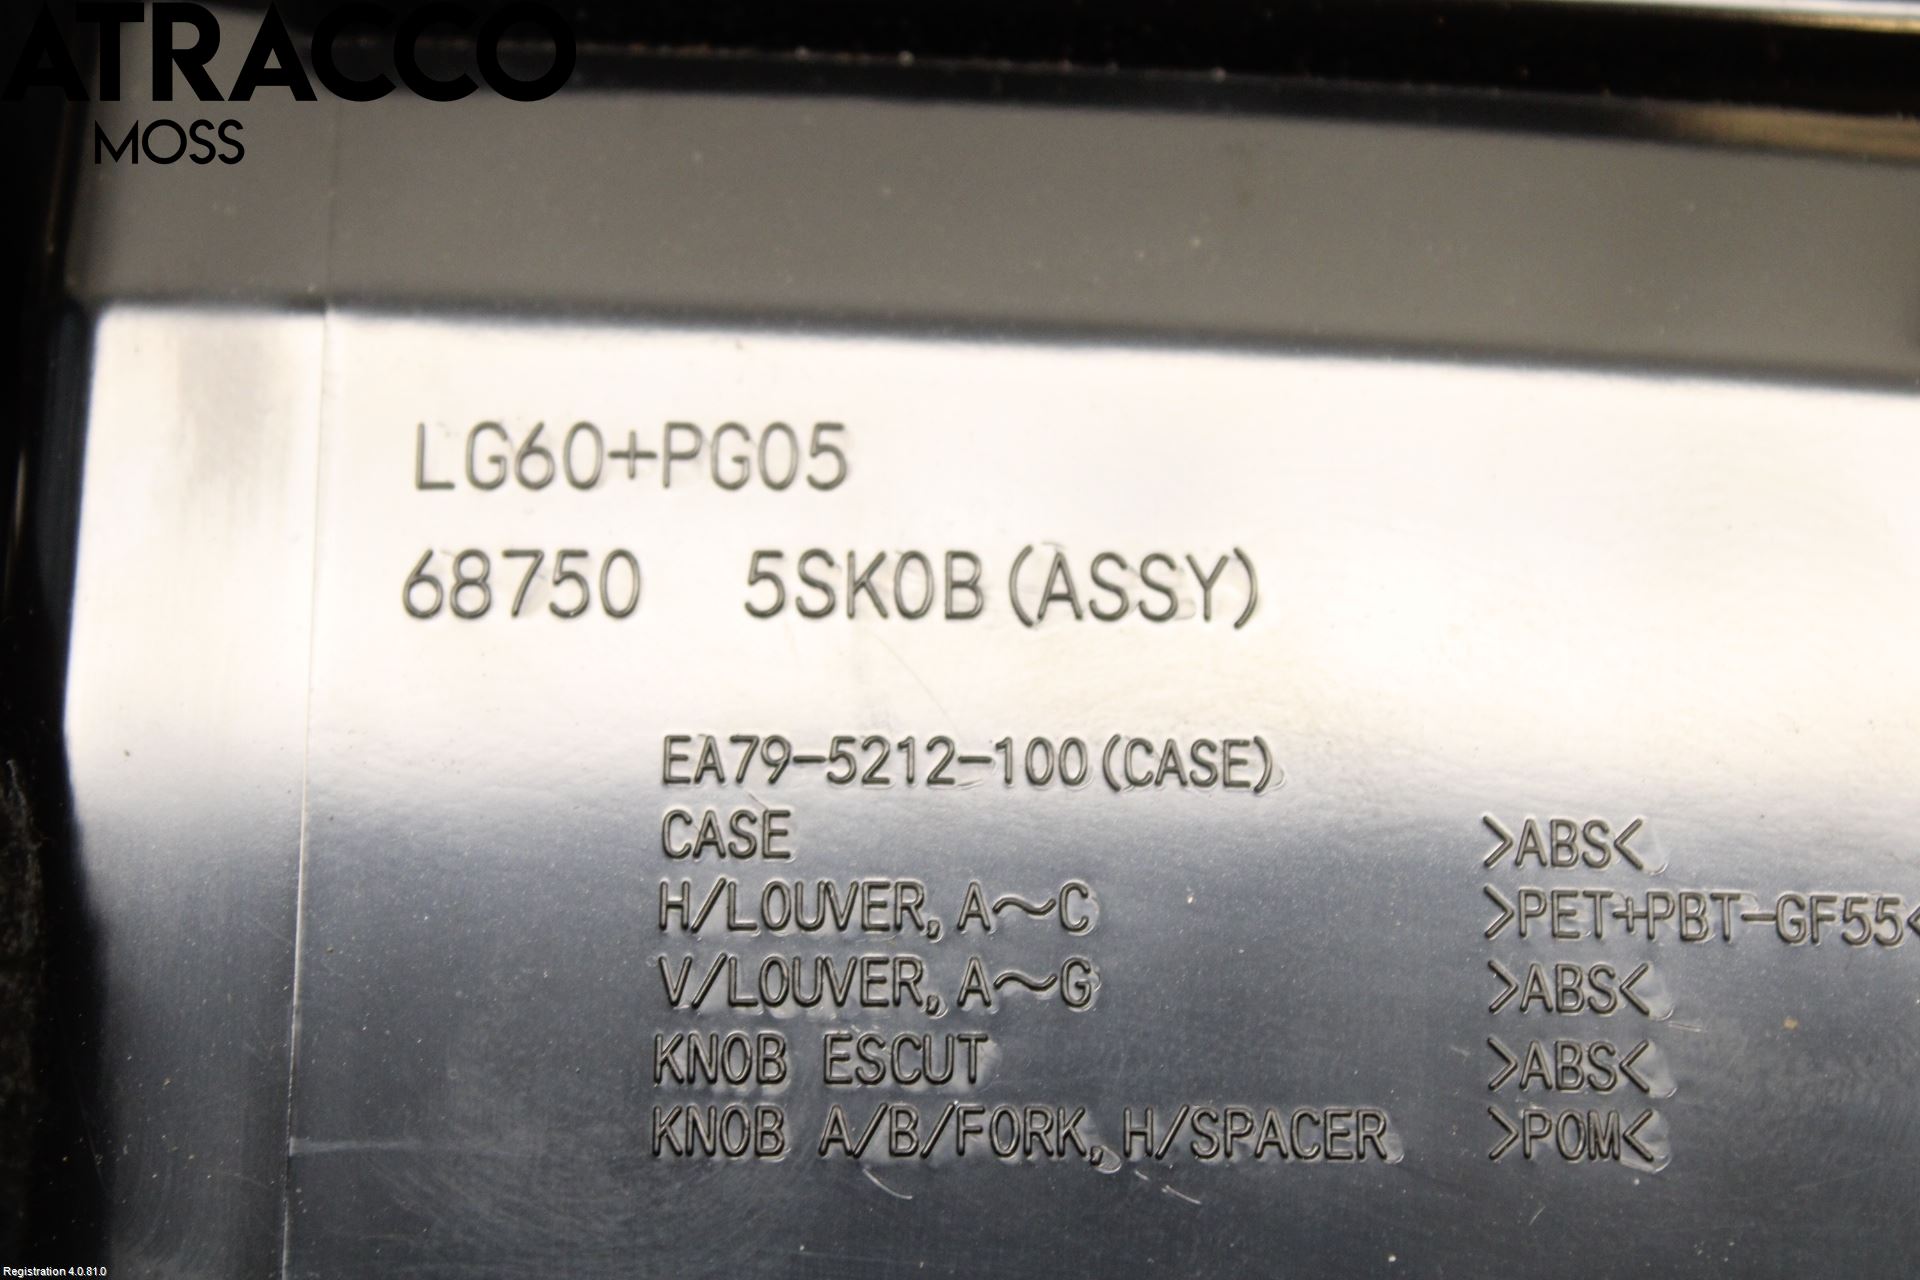 ATRACCO
MOSS
LG60+PG05
68750 5SK0B(ASSY)
EA79-5212-100(CASE)
CASE >ABS<
H/LOUVER, A~C >PET+PBT-GF55<
V/LOUVER, A~G >ABS<
KNOB ESCUT >ABS<
KNOB A/B/FORK, H/SPACER >POM<
Registration 4.0.81.0